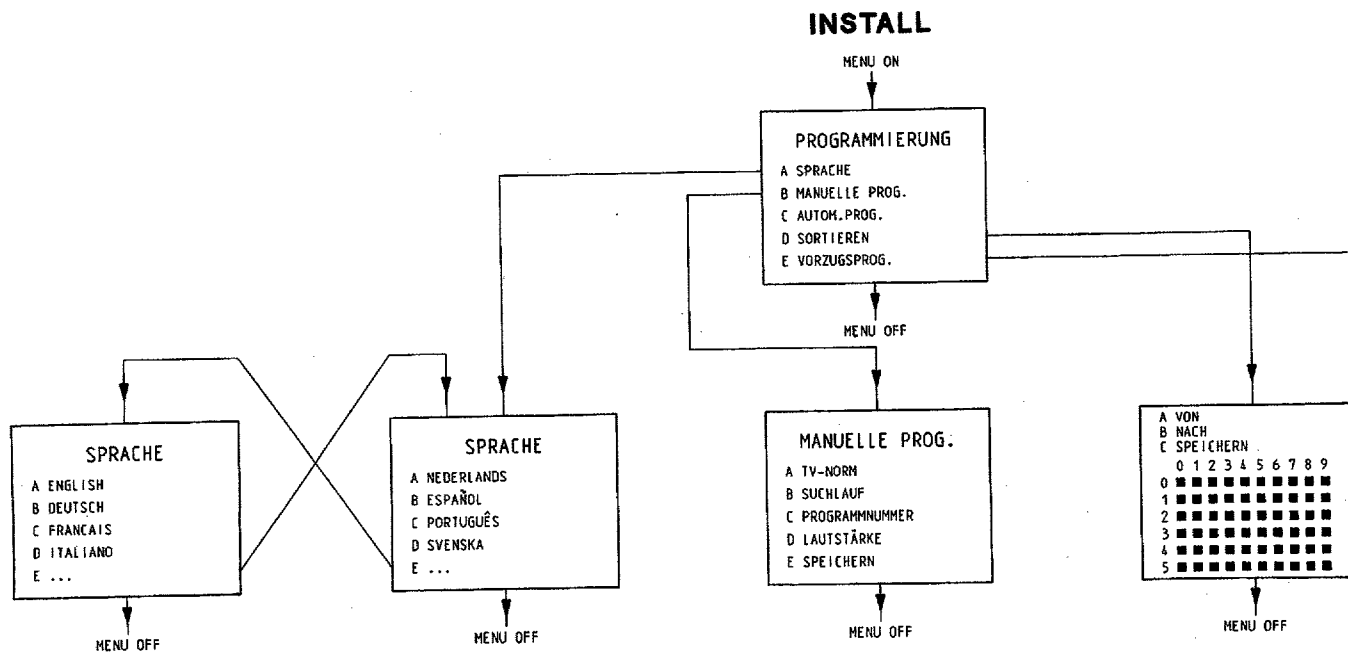 INSTALL
MENU ON
PROGRAMMIERUNG
A SPRACHE
B MANUELLE PROG.
C AUTOM.PROG.
D SORTIEREN
E VORZUGSPROG.
MENU OFF
SPRACHE
A ENGLISH
B DEUTSCH
C FRANCAIS
D ITALIANO
E ...
MENU OFF
SPRACHE
A NEDERLANDS
B ESPAÑOL
C PORTUGUÊS
D SVENSKA
E ...
MENU OFF
MANUELLE PROG.
A TV-NORM
B SUCHLAUF
C PROGRAMMNUMMER
D LAUTSTÄRKE
E SPEICHERN
MENU OFF
A VON
B NACH
C SPEICHERN
0 1 2 3 4 5 6 7 8 9
0
1
2
3
4
5
MENU OFF